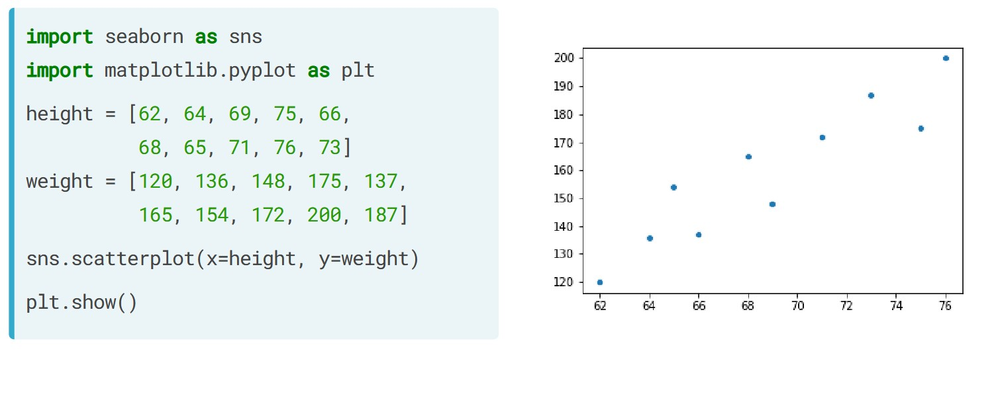 import seaborn as sns
import matplotlib.pyplot as plt
height = [62, 64, 69, 75, 66,
68, 65, 71, 76, 73]
weight = [120, 136, 148, 175, 137,
165, 154, 172, 200, 187]
sns.scatterplot(x=height, y=weight)
plt.show()
200
190
180
170
160
150
140
130
120
62 64 66 68 70 72 74 76